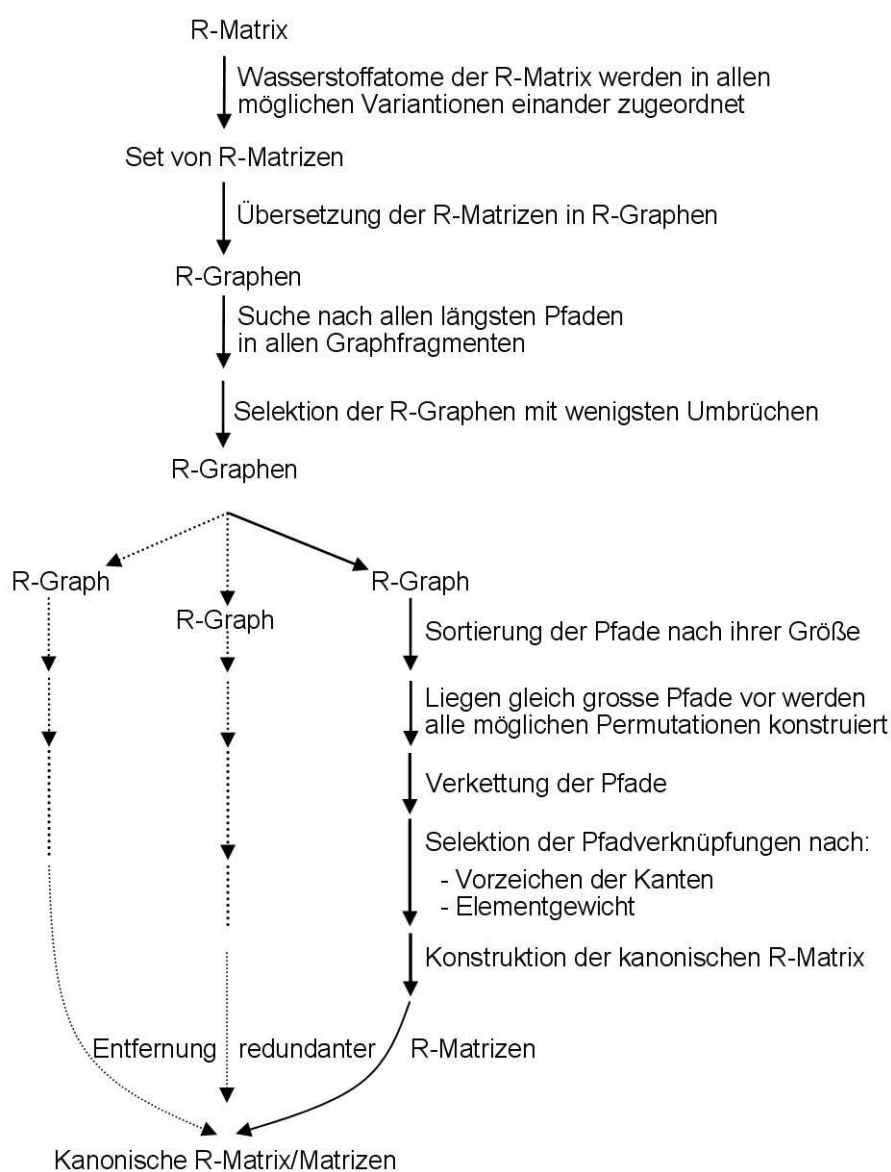 R-Matrix
Wasserstoffatome der R-Matrix werden in allen
möglichen Variantionen einander zugeordnet
Set von R-Matrizen
Übersetzung der R-Matrizen in R-Graphen
R-Graphen
Suche nach allen längsten Pfaden
in allen Graphfragmenten
Selektion der R-Graphen mit wenigsten Umbrüchen
R-Graphen
R-Graph
R-Graph
R-Graph
Sortierung der Pfade nach ihrer Größe
Liegen gleich grosse Pfade vor werden
alle möglichen Permutationen konstruiert
Verkettung der Pfade
Selektion der Pfadverknüpfungen nach:
- Vorzeichen der Kanten
- Elementgewicht
Konstruktion der kanonischen R-Matrix
Entfernung redundanter R-Matrizen
Kanonische R-Matrix/Matrizen